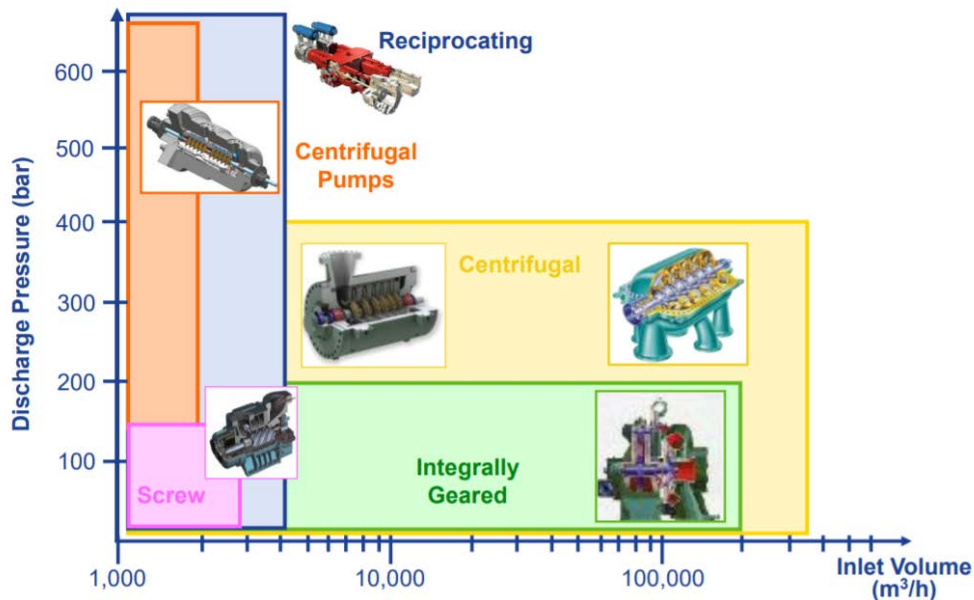 Reciprocating
600
500
Centrifugal
Pumps
Discharge Pressure (bar)
400
Centrifugal
300
200
100
Integrally
Geared
Screw
1,000
10,000
100,000
Inlet Volume
(m³/h)